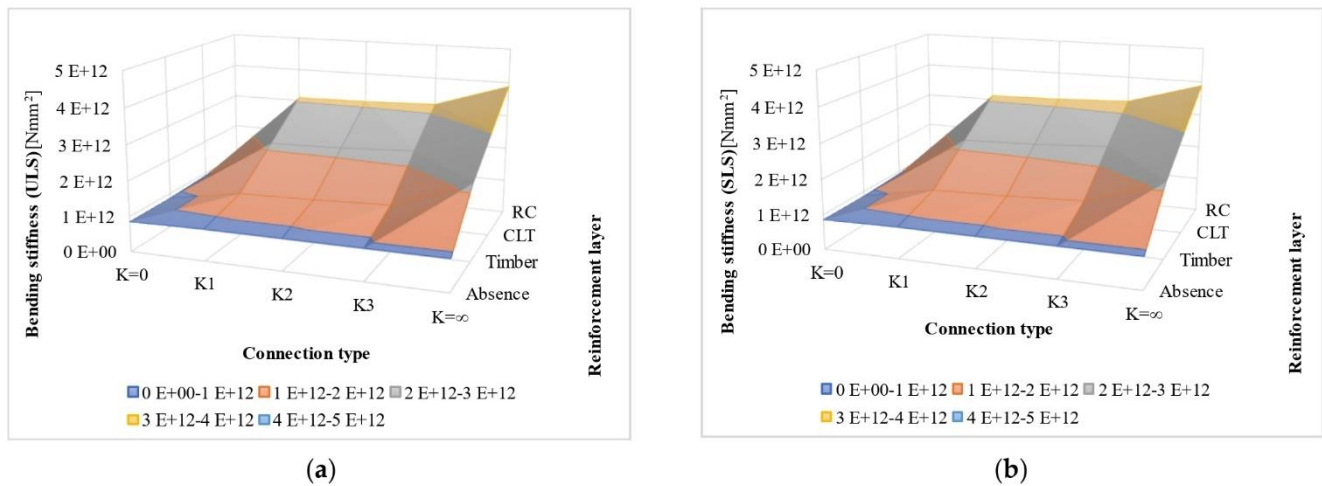 Bending stiffness (ULS)[Nmm²]
5 E+12
4 E+12
3 E+12
2 E+12
1 E+12
0 E+00
K=0
K1
K2
K3
K=∞
Connection type
RC
CLT
Timber
Absence
Reinforcement layer
0 E+00-1 E+12 1 E+12-2 E+12 2 E+12-3 E+12
3 E+12-4 E+12 4 E+12-5 E+12
(a)
Bending stiffness (SLS)[Nmm²]
5 E+12
4 E+12
3 E+12
2 E+12
1 E+12
0 E+00
K=0
K1
K2
K3
K=∞
Connection type
RC
CLT
Timber
Absence
Reinforcement layer
0 E+00-1 E+12 1 E+12-2 E+12 2 E+12-3 E+12
3 E+12-4 E+12 4 E+12-5 E+12
(b)